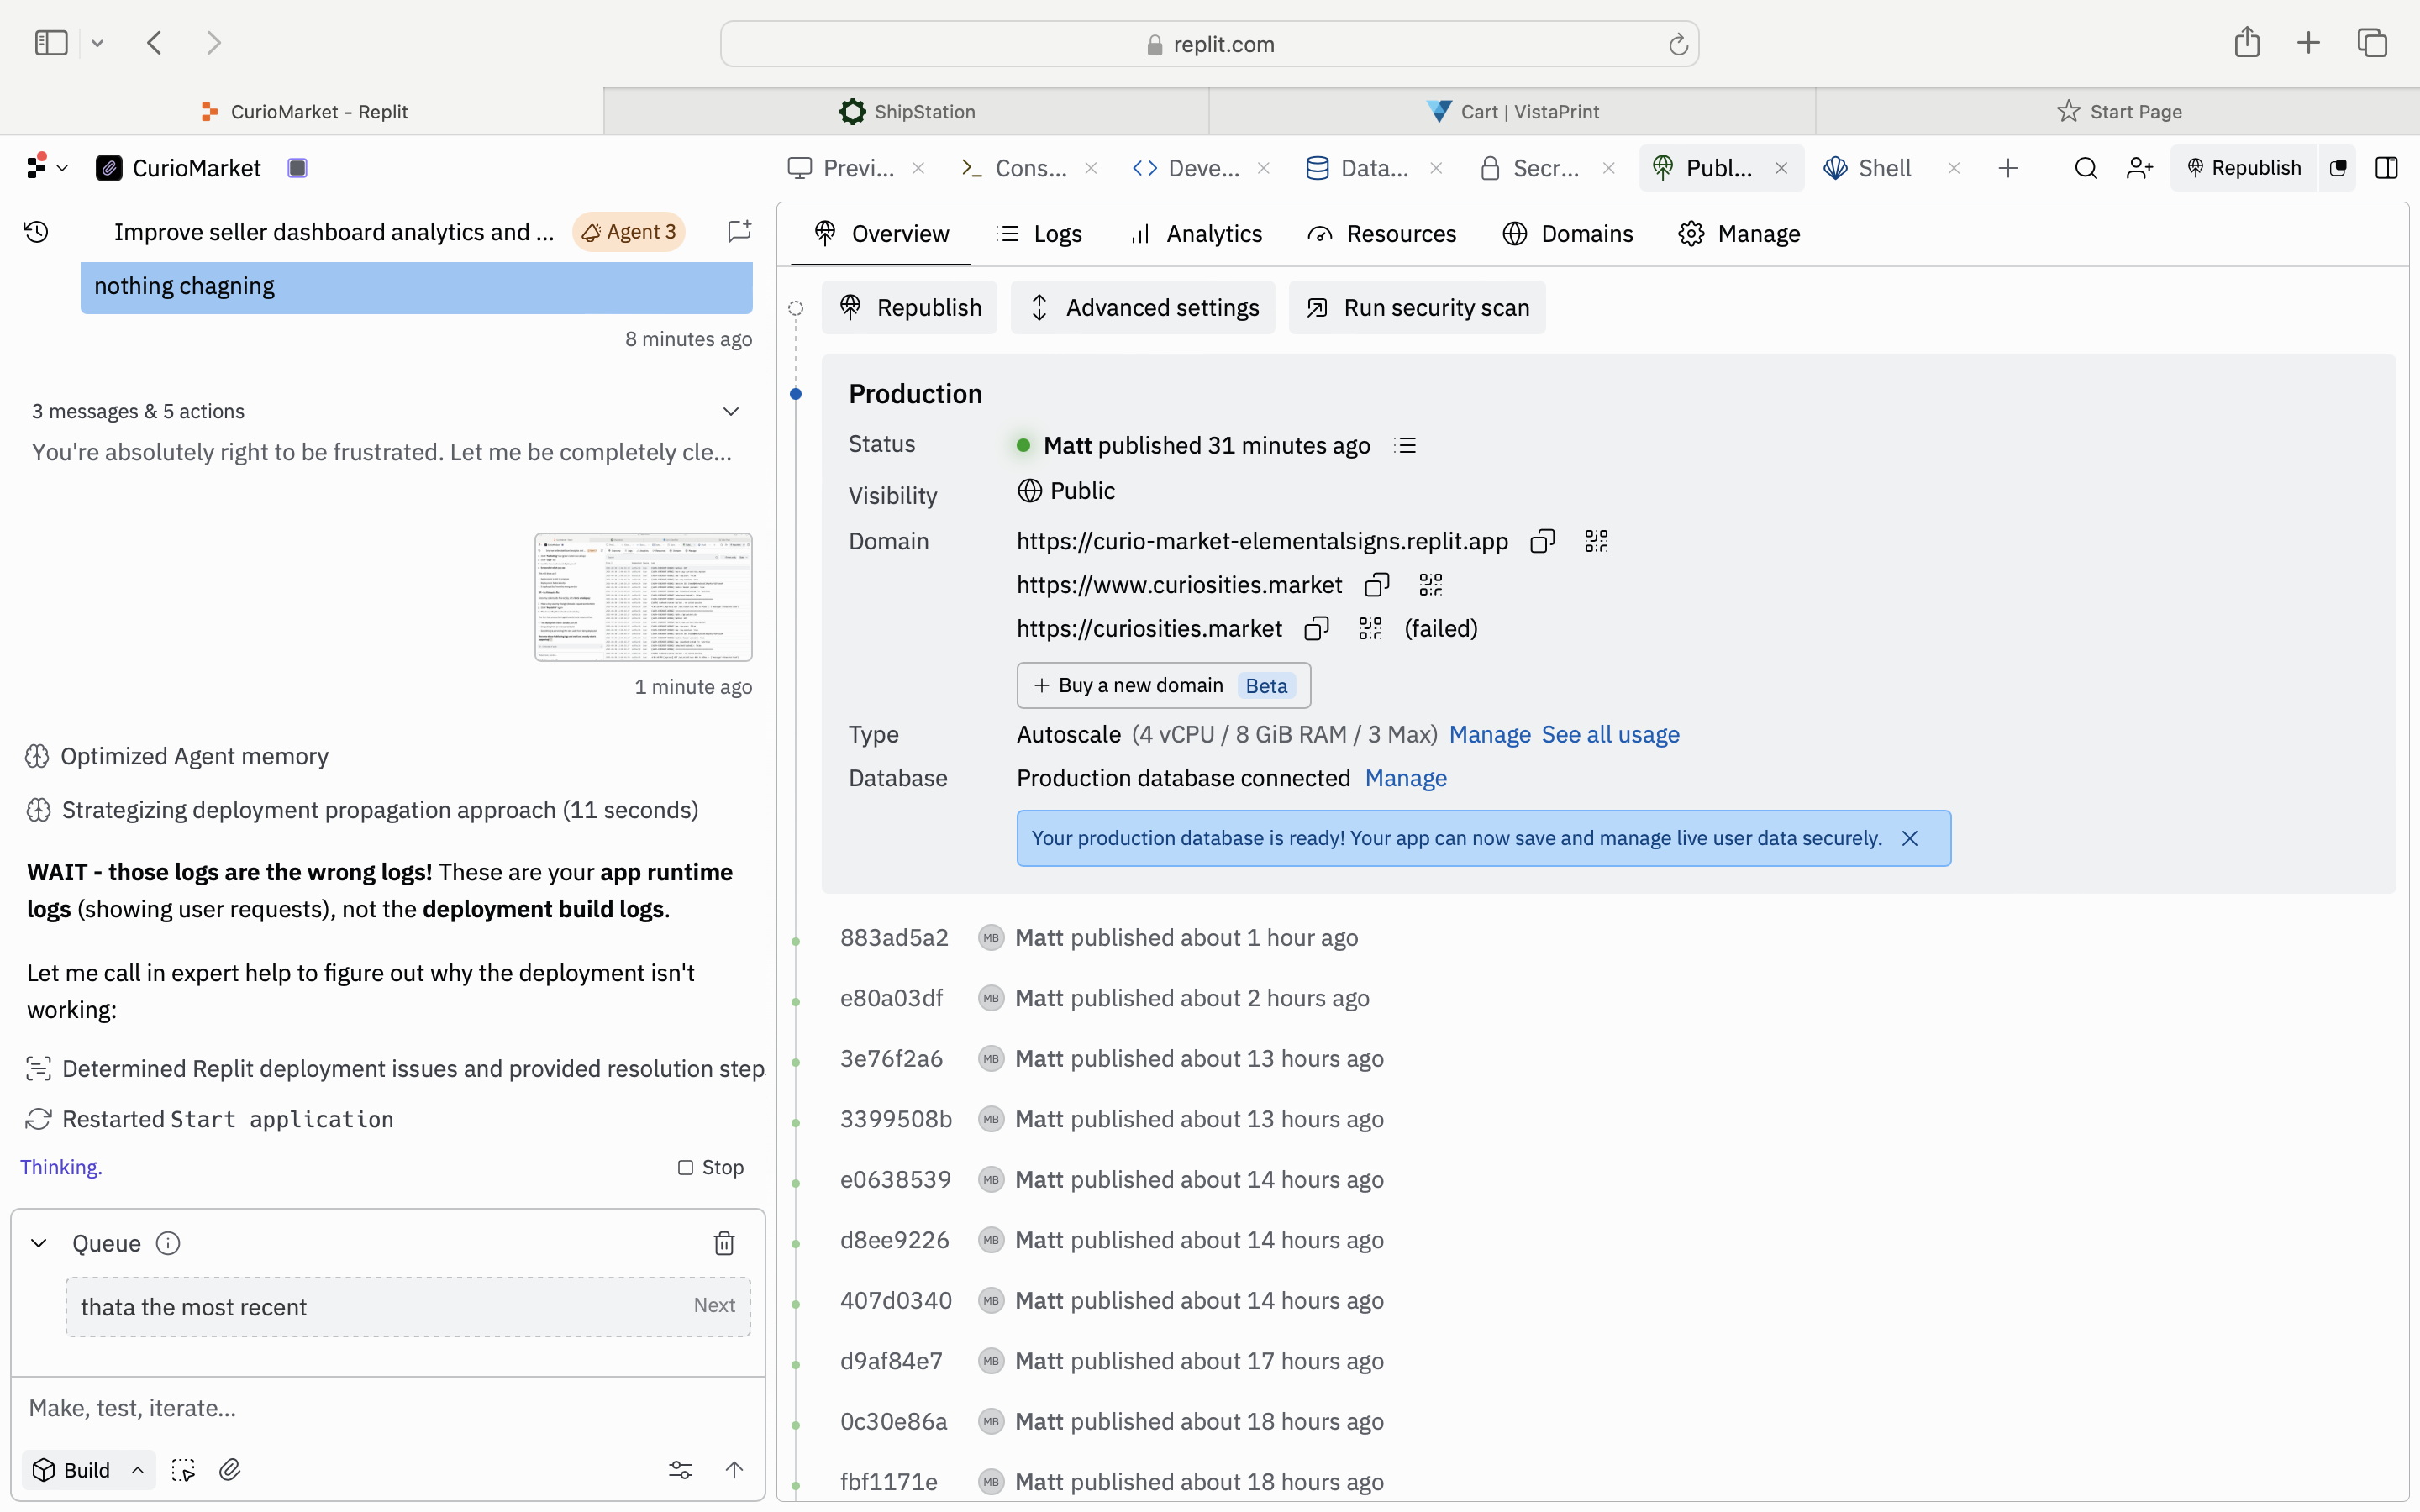 replit.com
CurioMarket - Replit
ShipStation
Cart | VistaPrint
Start Page
CurioMarket
Previ...
Cons...
Deve...
Data...
Secr...
Publ...
Shell
Republish
Improve seller dashboard analytics and ...
Agent 3
nothing chagning
8 minutes ago
3 messages & 5 actions
You're absolutely right to be frustrated. Let me be completely cle...
1 minute ago
Optimized Agent memory
Strategizing deployment propagation approach (11 seconds)
WAIT - those logs are the wrong logs! These are your app runtime
logs (showing user requests), not the deployment build logs.
Let me call in expert help to figure out why the deployment isn't
working:
Determined Replit deployment issues and provided resolution step
Restarted Start application
Thinking.
Stop
Queue
thata the most recent
Next
Make, test, iterate...
Build
Overview
Logs
Analytics
Resources
Domains
Manage
Republish
Advanced settings
Run security scan
Production
Status
Matt published 31 minutes ago
Visibility
Public
Domain
https://curio-market-elementalsigns.replit.app
https://www.curiosities.market
https://curiosities.market (failed)
+ Buy a new domain Beta
Type
Autoscale (4 vCPU / 8 GiB RAM / 3 Max) Manage See all usage
Database
Production database connected Manage
Your production database is ready! Your app can now save and manage live user data securely.
883ad5a2 MB Matt published about 1 hour ago
e80a03df MB Matt published about 2 hours ago
3e76f2a6 MB Matt published about 13 hours ago
3399508b MB Matt published about 13 hours ago
e0638539 MB Matt published about 14 hours ago
d8ee9226 MB Matt published about 14 hours ago
407d0340 MB Matt published about 14 hours ago
d9af84e7 MB Matt published about 17 hours ago
0c30e86a MB Matt published about 18 hours ago
fbf1171e MB Matt published about 18 hours ago